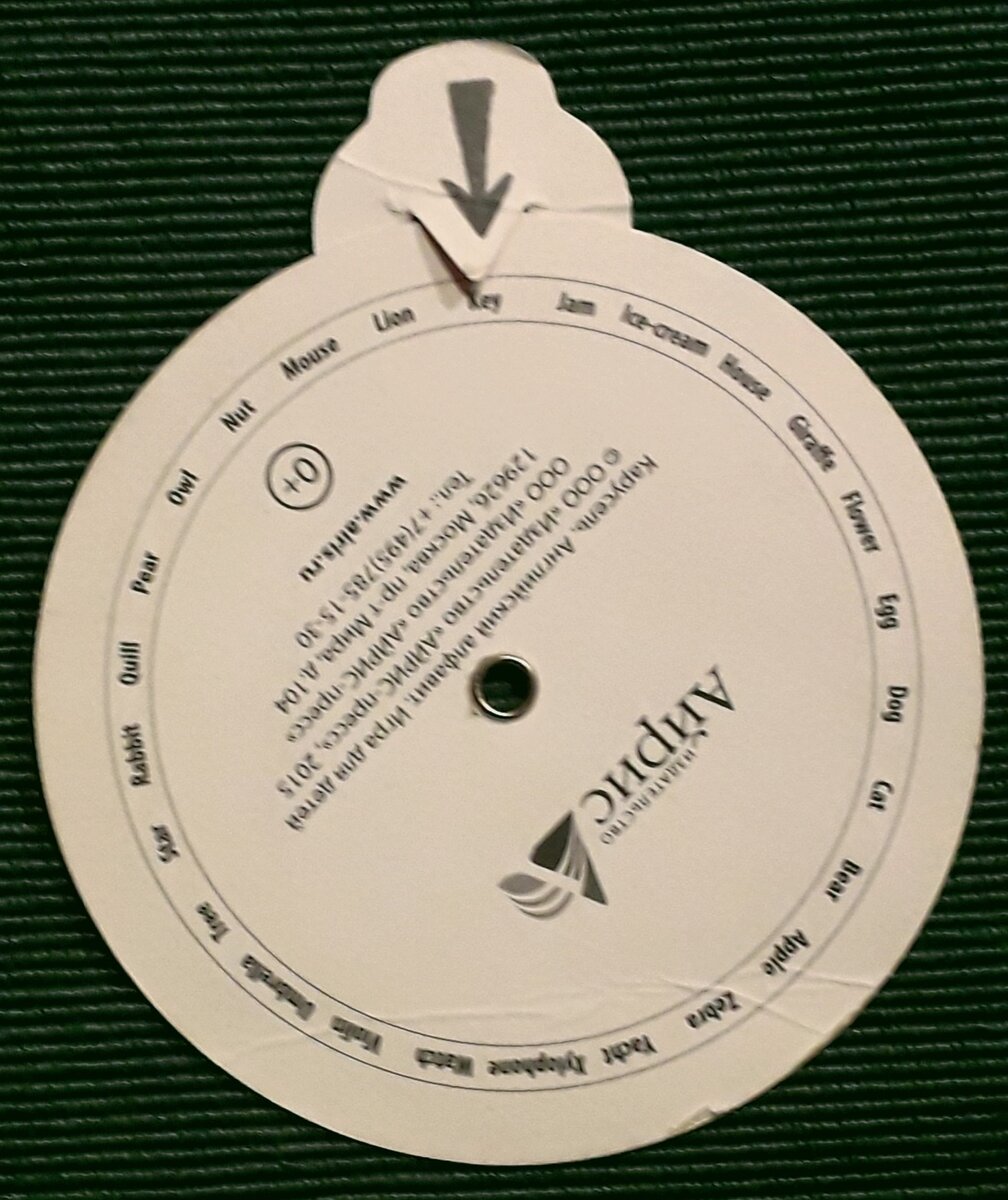 Apple
Bear
Cat
Dog
Egg
Flower
Giraffe
House
Ice-cream
Jam
Key
Lion
Mouse
Nut
Owl
Pear
Quill
Rabbit
Star
Tree
Umbrella
Violin
Watch
Xylophone
Yacht
Zebra
ИЗДАТЕЛЬСТВО
Айрис
Карусель. Английский алфавит. Игра для детей
© ООО «Издательство «АЙРИС-пресс», 2015
ООО «Издательство «АЙРИС-пресс»
129626, Москва, пр-т Мира, д. 104
Тел.: +7(495)785-15-30
www.airis.ru
0+